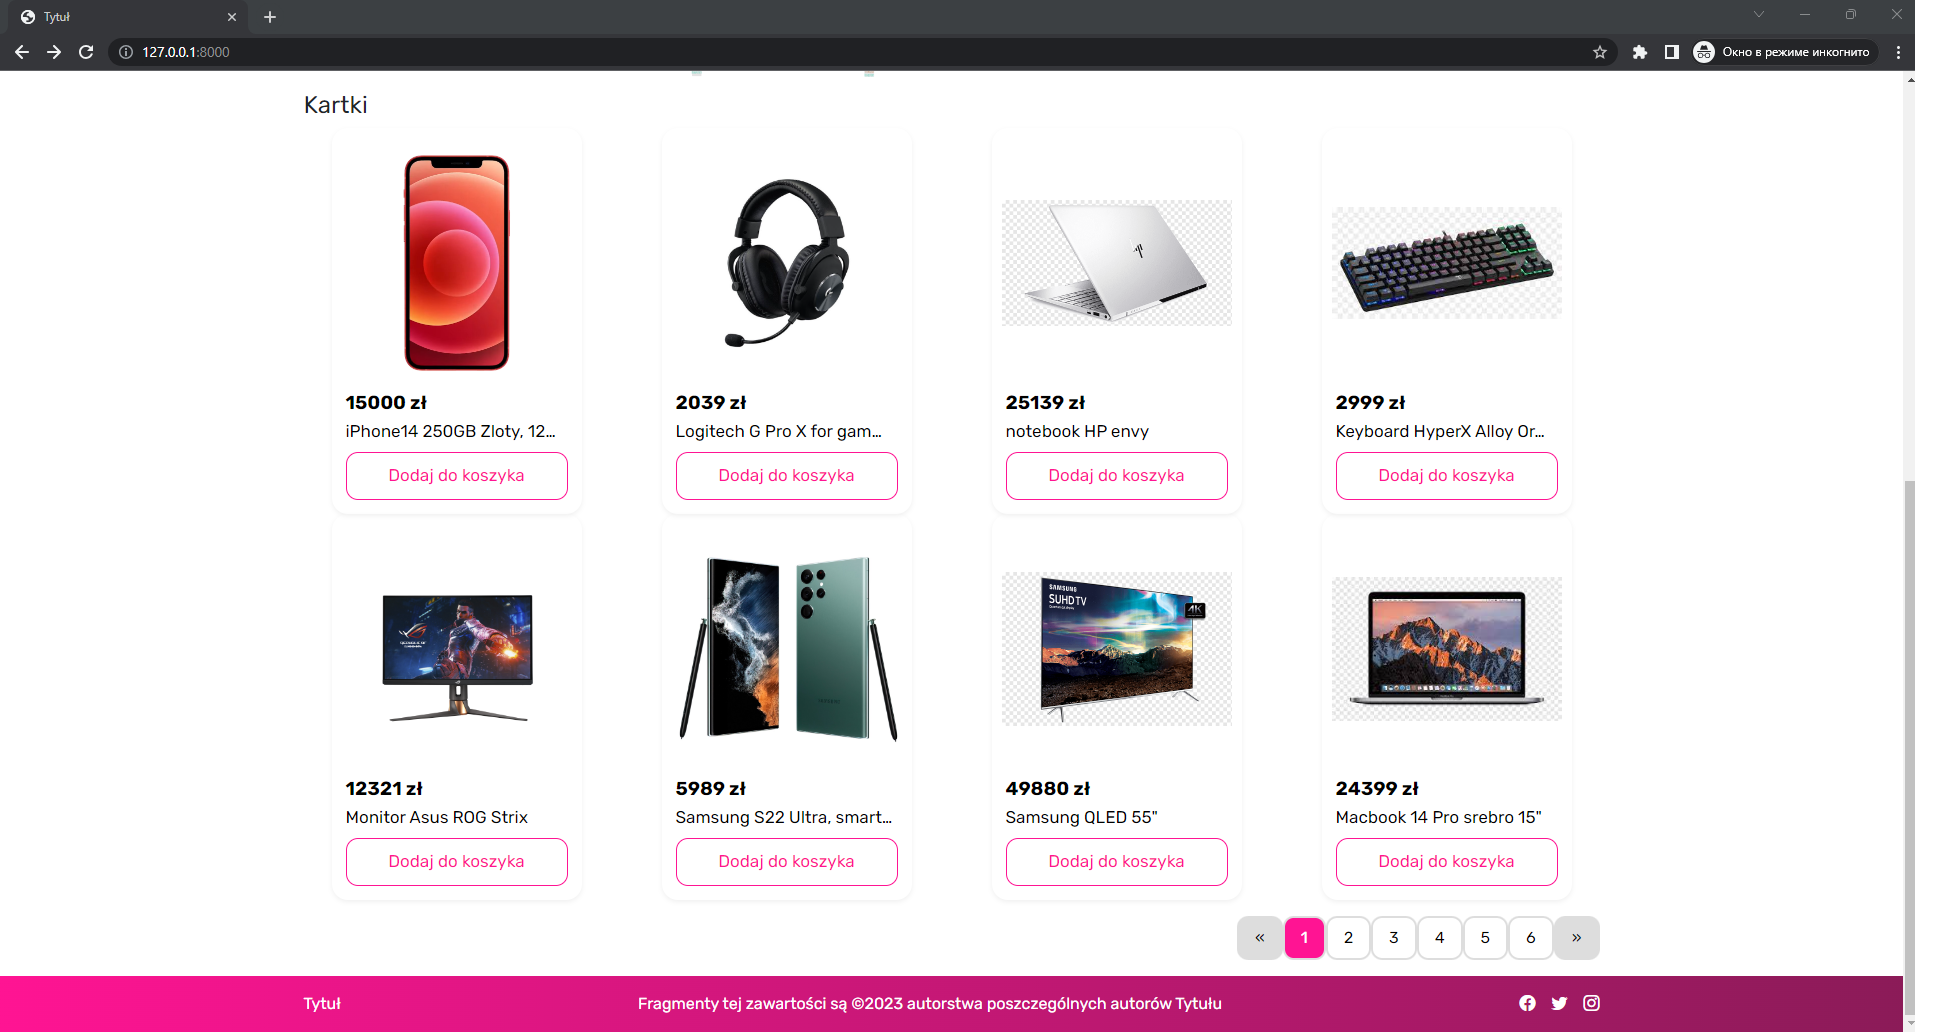 Tytuł
127.0.0.1:8000
Окно в режиме инкогнито
Kartki
15000 zł
iPhone14 250GB Zloty, 12...
Dodaj do koszyka
2039 zł
Logitech G Pro X for gam...
Dodaj do koszyka
25139 zł
notebook HP envy
Dodaj do koszyka
2999 zł
Keyboard HyperX Alloy Or...
Dodaj do koszyka
12321 zł
Monitor Asus ROG Strix
Dodaj do koszyka
SAMSUNG
5989 zł
Samsung S22 Ultra, smart...
Dodaj do koszyka
SAMSUNG
SUHD TV
4K
49880 zł
Samsung QLED 55"
Dodaj do koszyka
24399 zł
Macbook 14 Pro srebro 15"
Dodaj do koszyka
« 1 2 3 4 5 6 »
Tytuł
Fragmenty tej zawartości są ©2023 autorstwa poszczególnych autorów Tytułu